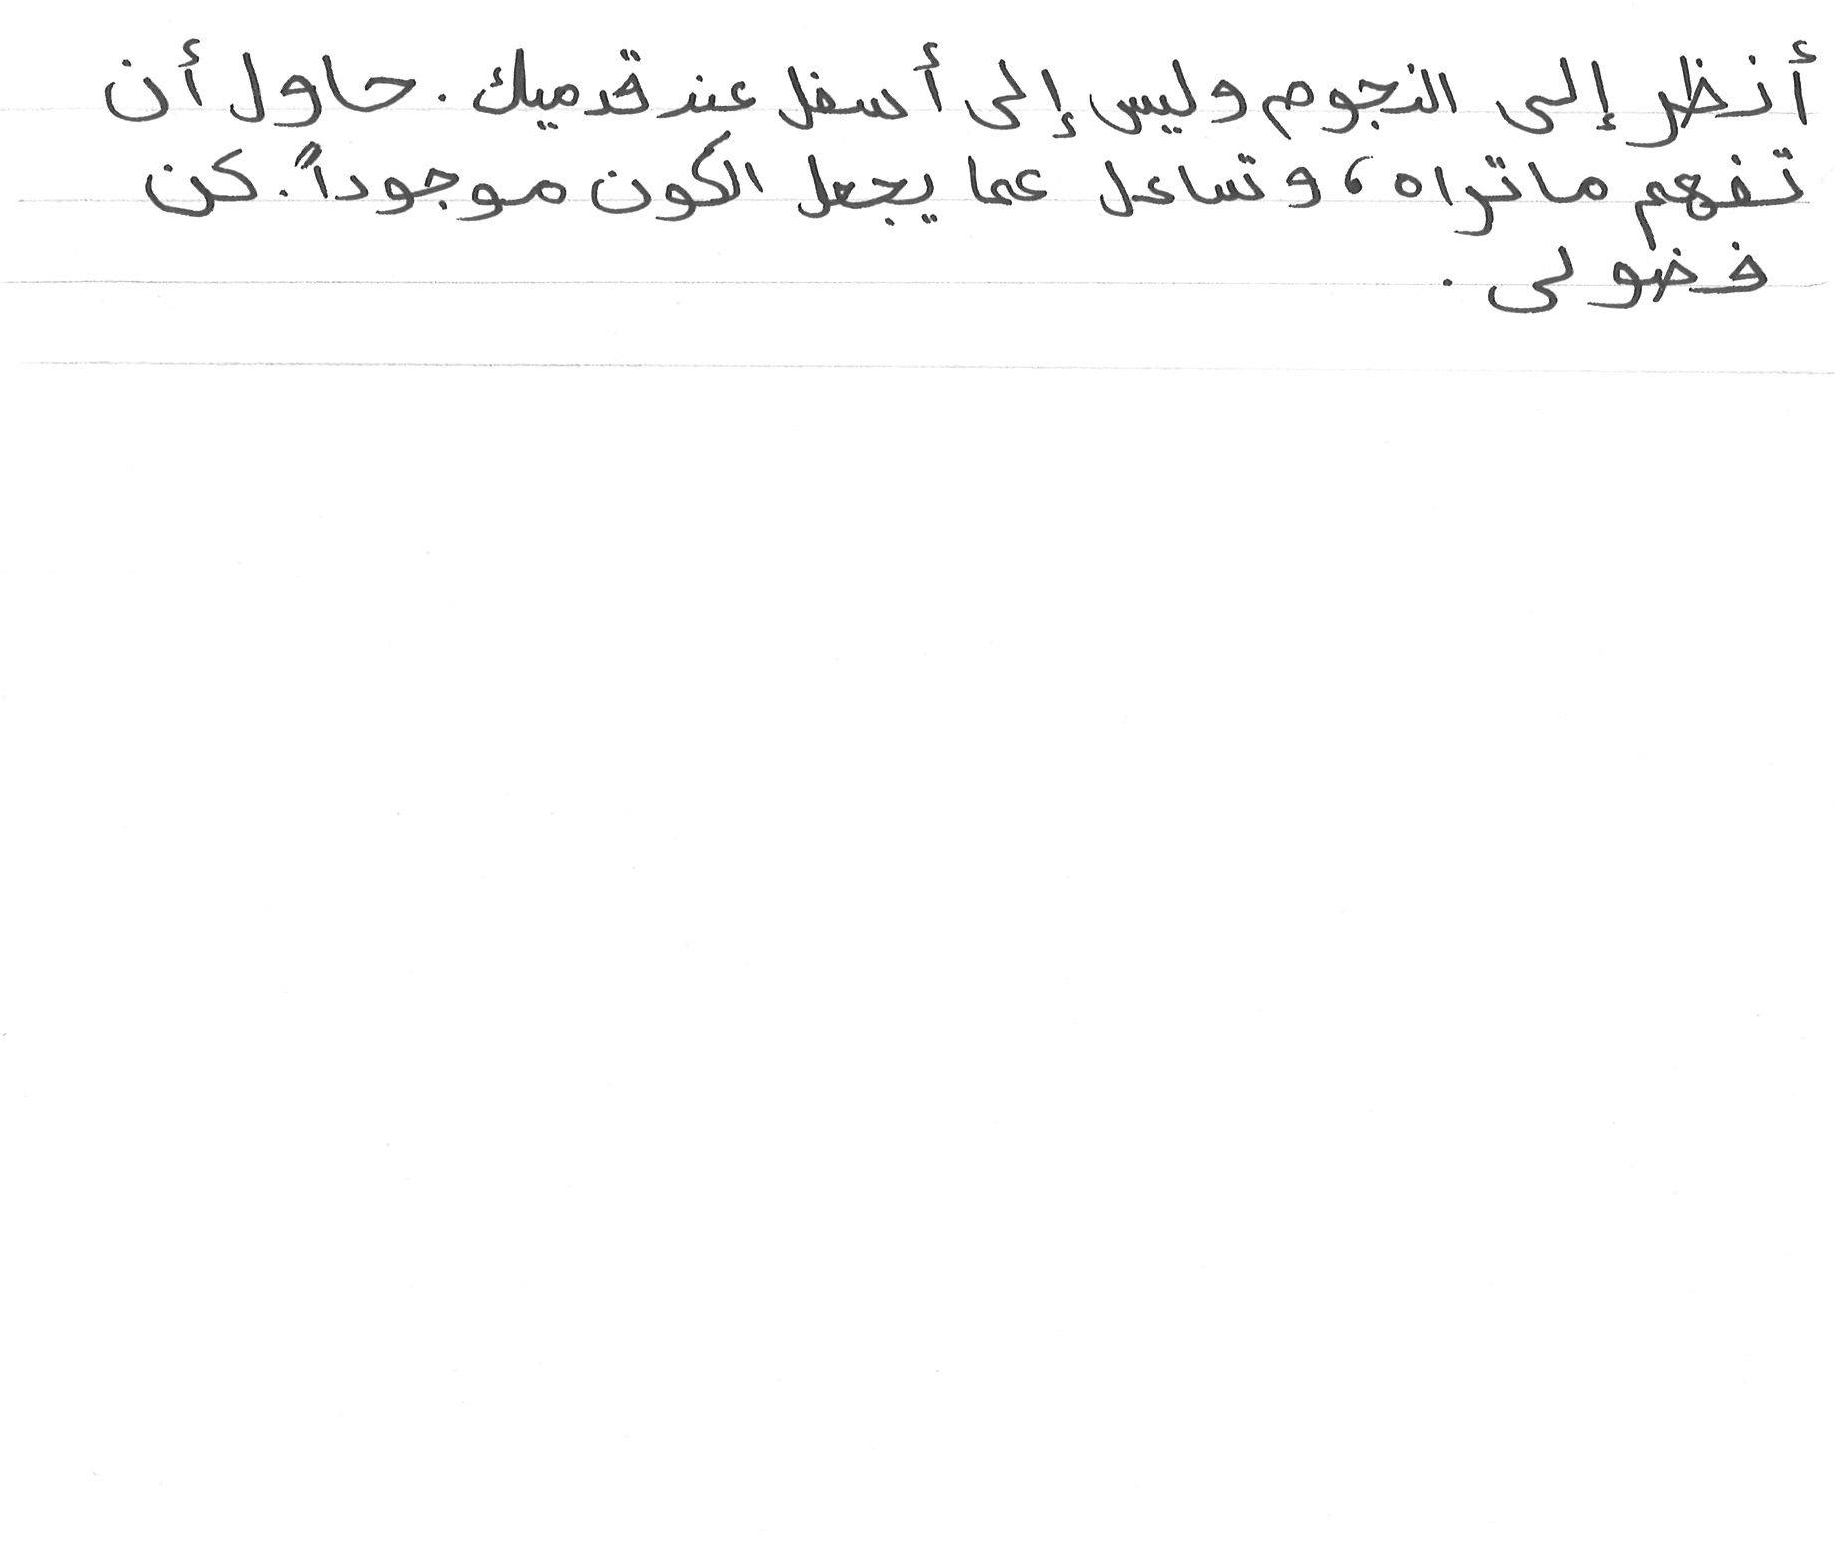 أنظر إلى النجوم وليس إلى أسفل عند قدميك. حاول أن
تفهم ما تراه، وتساءل عما يجعل الكون موجوداً. كن
فضولى.